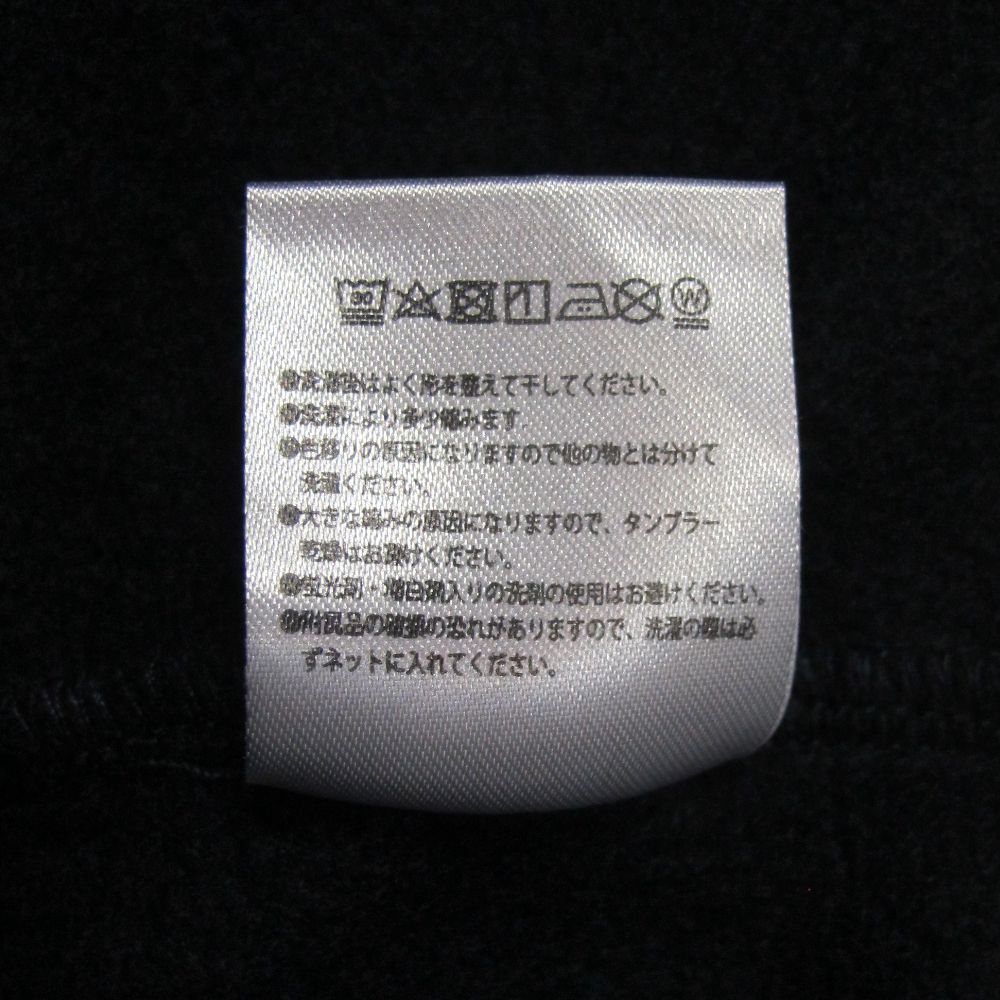 30 W
●洗濯後はよく形を整えて干してください。
●洗濯により多少縮みます.
●色移りの原因になりますので他の物とは分けて
洗濯ください。
●大きな縮みの原因になりますので、タンブラー
乾燥はお避けください。
●蛍光剤・増白剤入りの洗剤の使用はお避けください。
●付属品の破損の恐れがありますので、洗濯の際は必
ずネットに入れてください。